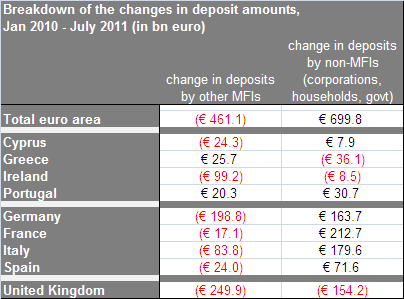 Breakdown of the changes in deposit amounts,
Jan 2010 - July 2011 (in bn euro)
change in deposits by other MFIs change in deposits by non-MFIs (corporations, households, govt)
Total euro area (€ 461.1) € 699.8
Cyprus (€ 24.3) € 7.9
Greece € 25.7 (€ 36.1)
Ireland (€ 99.2) (€ 8.5)
Portugal € 20.3 € 30.7
Germany (€ 198.8) € 163.7
France (€ 17.1) € 212.7
Italy (€ 83.8) € 179.6
Spain (€ 24.0) € 71.6
United Kingdom (€ 249.9) (€ 154.2)